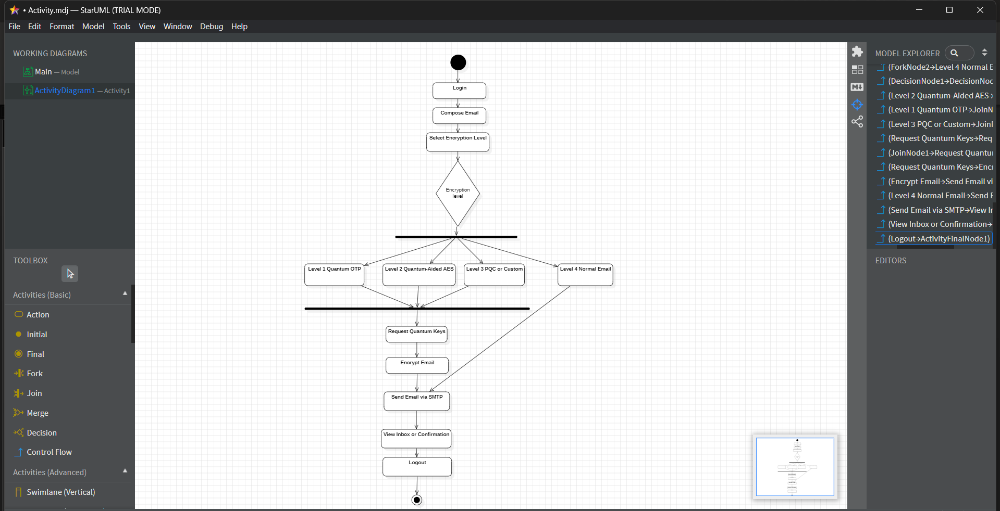 • Activity.mdj — StarUML (TRIAL MODE)
File Edit Format Model Tools View Window Debug Help
WORKING DIAGRAMS
Main — Model
ActivityDiagram1 — Activity1
TOOLBOX
Activities (Basic)
Action
Initial
Final
Fork
Join
Merge
Decision
Control Flow
Activities (Advanced)
Swimlane (Vertical)
Login
Compose Email
Select Encryption Level
Encryption
level
Level 1 Quantum OTP
Level 2 Quantum-Aided AES
Level 3 PQC or Custom
Level 4 Normal Email
Request Quantum Keys
Encrypt Email
Send Email via SMTP
View Inbox or Confirmation
Logout
MODEL EXPLORER
(ForkNode2→Level 4 Normal E
(DecisionNode1→DecisionNod
(Level 2 Quantum-Aided AES→
(Level 1 Quantum OTP→JoinN
(Level 3 PQC or Custom→JoinN
(Request Quantum Keys→Req
(JoinNode1→Request Quantu
(Request Quantum Keys→Enc
(Encrypt Email→Send Email vi
(Level 4 Normal Email→Send E
(Send Email via SMTP→View In
(View Inbox or Confirmation→
(Logout→ActivityFinalNode1)
EDITORS